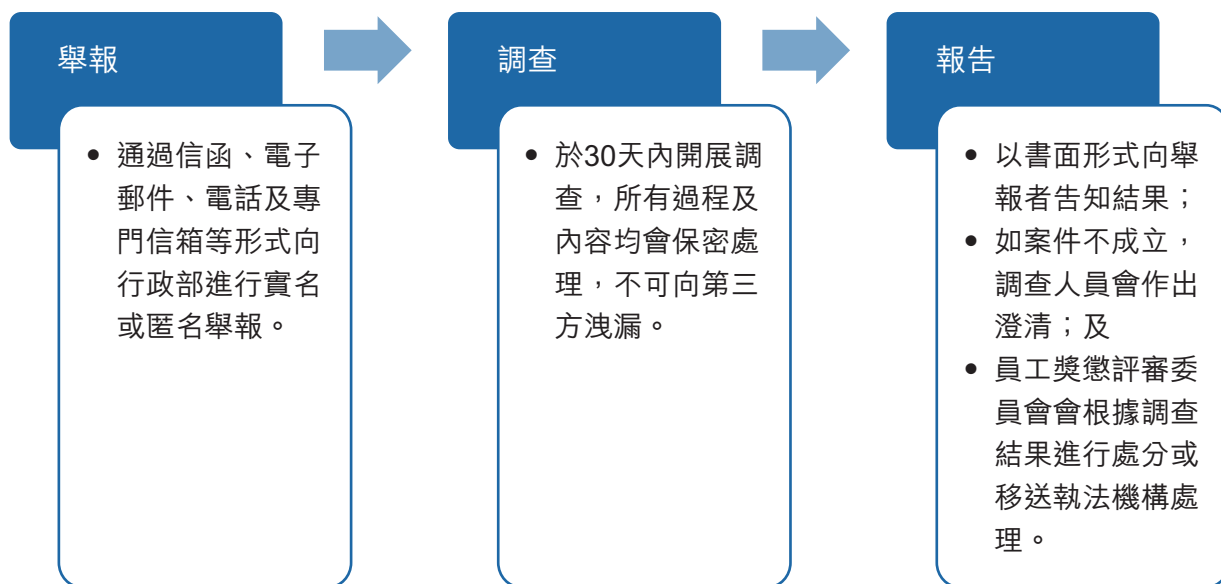 舉報
• 通過信函、電子
郵件、電話及專
門信箱等形式向
行政部進行實名
或匿名舉報。
調查
• 於30天內開展調
查，所有過程及
內容均會保密處
理，不可向第三
方洩漏。
報告
• 以書面形式向舉
報者告知結果；
• 如案件不成立，
調查人員會作出
澄清；及
• 員工獎懲評審委
員會會根據調查
結果進行處分或
移送執法機構處
理。